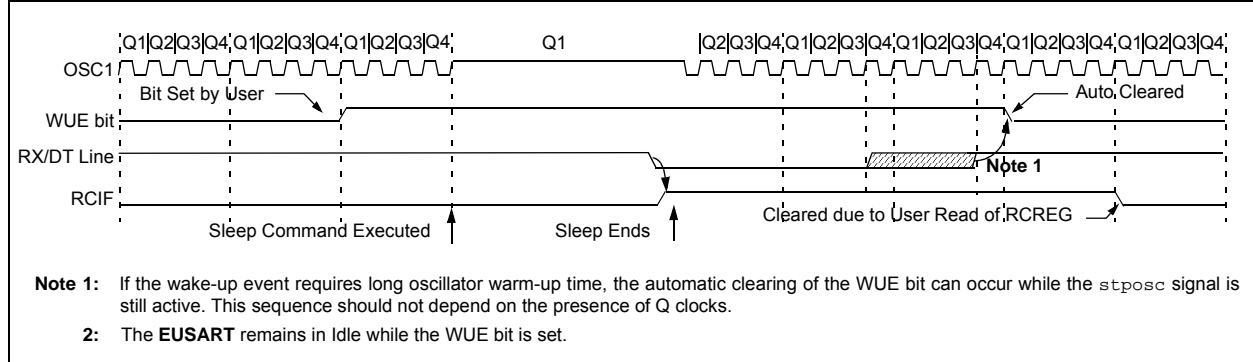 Q1 Q2 Q3 Q4 Q1 Q2 Q3 Q4 Q1 Q2 Q3 Q4 Q1 Q2 Q3 Q4 Q1 Q2 Q3 Q4 Q1 Q2 Q3 Q4 Q1 Q2 Q3 Q4 Q1 Q2 Q3 Q4
OSC1
Bit Set by User
Auto Cleared
WUE bit
RX/DT Line
Note 1
RCIF
Cleared due to User Read of RCREG
Sleep Command Executed
Sleep Ends
Note 1: If the wake-up event requires long oscillator warm-up time, the automatic clearing of the WUE bit can occur while the stposc signal is
still active. This sequence should not depend on the presence of Q clocks.
2: The EUSART remains in Idle while the WUE bit is set.